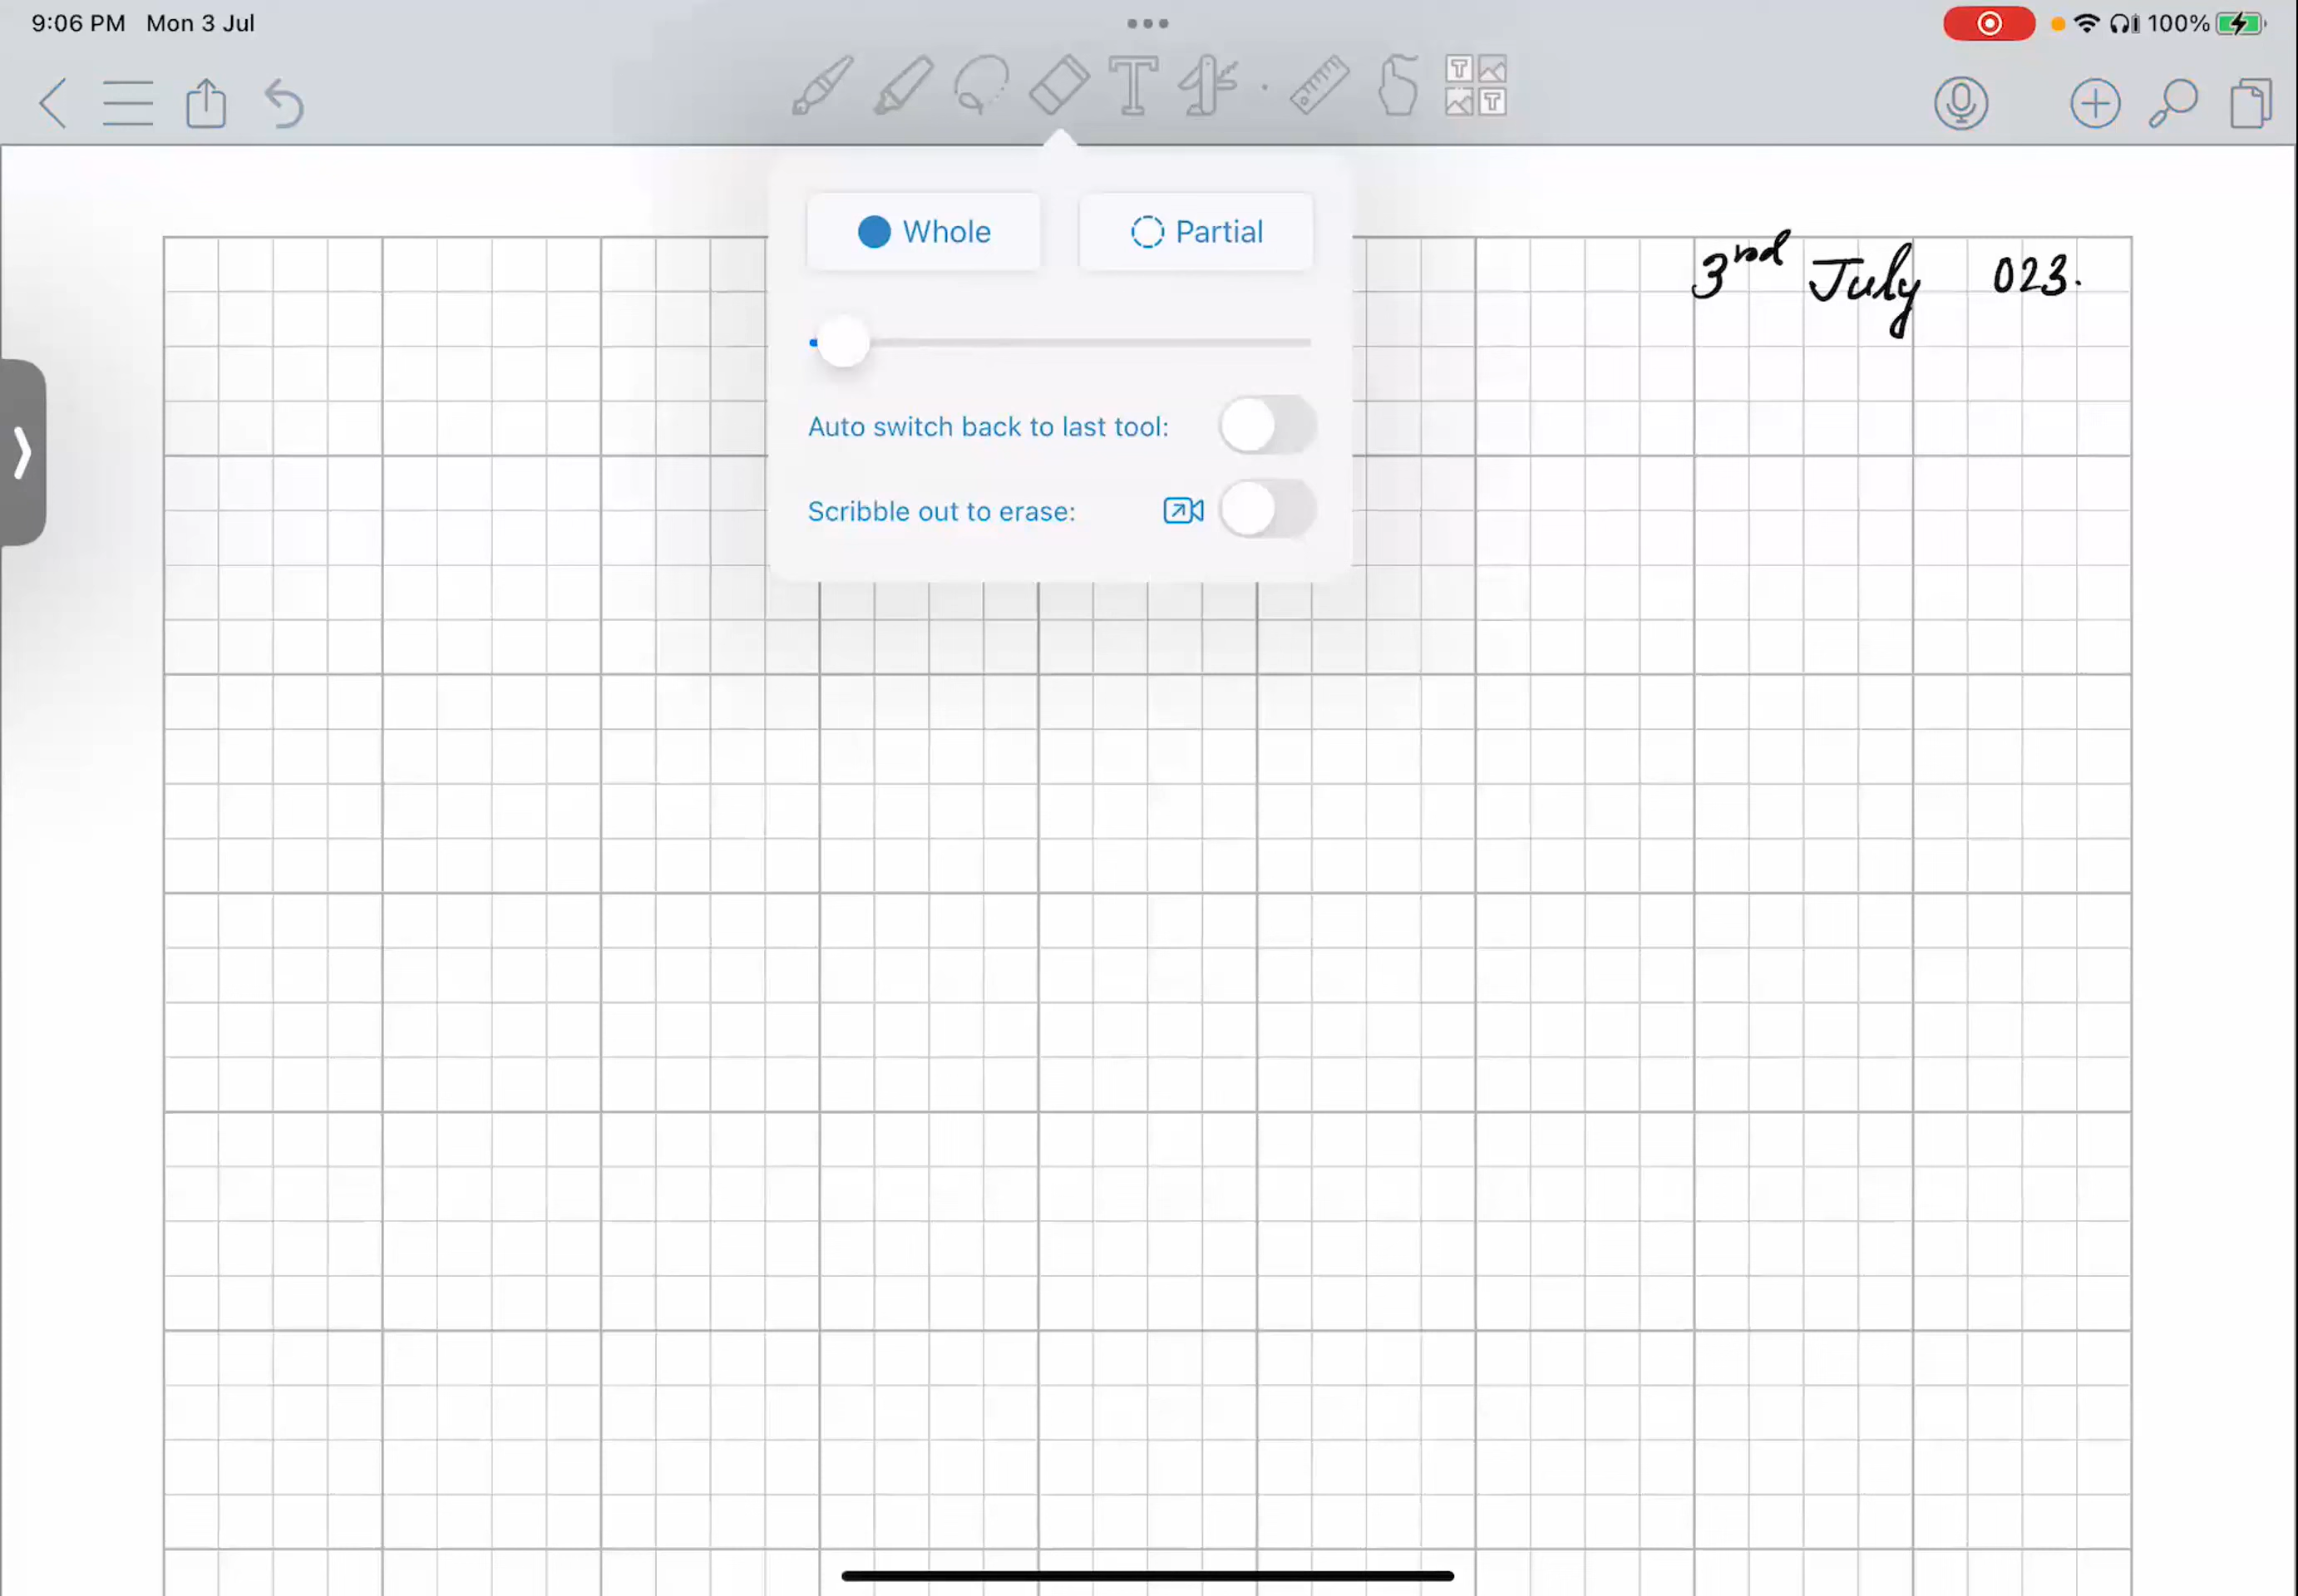 9:06 PM Mon 3 Jul
100%
T
T
T
Whole
Partial
3rd July 023.
Auto switch back to last tool:
Scribble out to erase: